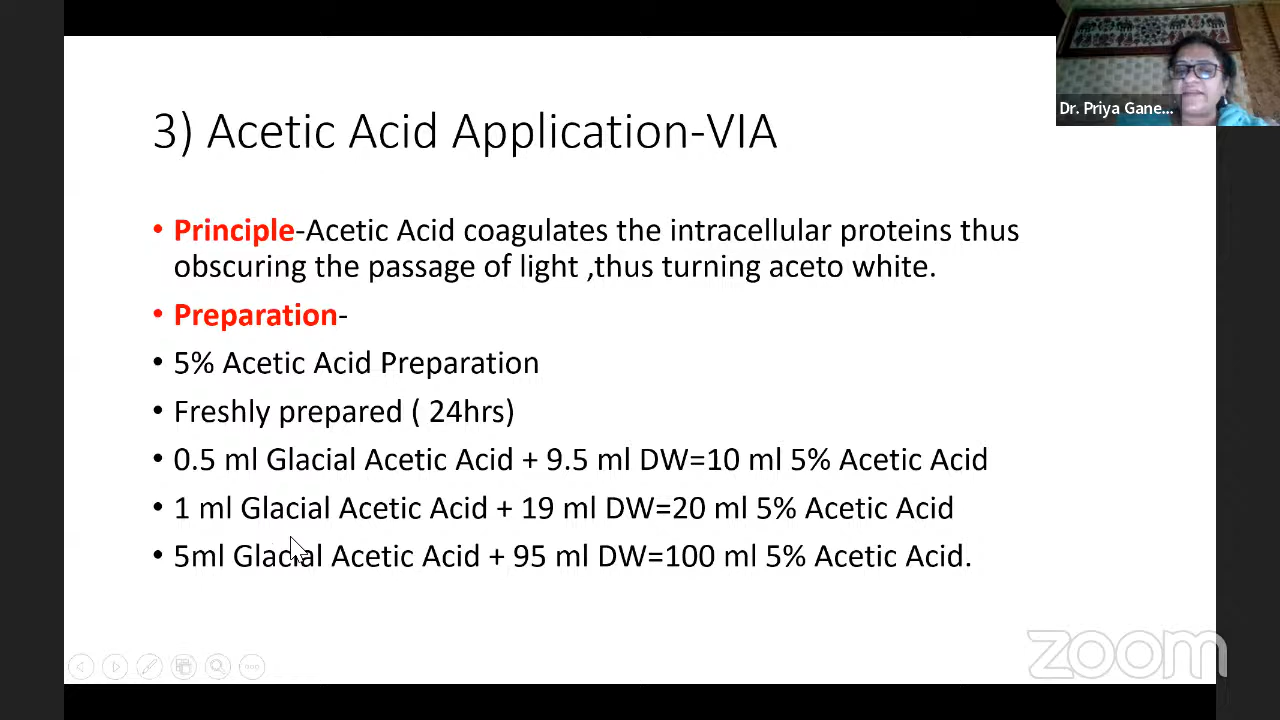 Dr. Priya Gane...
3) Acetic Acid Application-VIA
• Principle-Acetic Acid coagulates the intracellular proteins thus
obscuring the passage of light ,thus turning aceto white.
• Preparation-
• 5% Acetic Acid Preparation
• Freshly prepared ( 24hrs)
• 0.5 ml Glacial Acetic Acid + 9.5 ml DW=10 ml 5% Acetic Acid
• 1 ml Glacial Acetic Acid + 19 ml DW=20 ml 5% Acetic Acid
• 5ml Glacial Acetic Acid + 95 ml DW=100 ml 5% Acetic Acid.
zoom